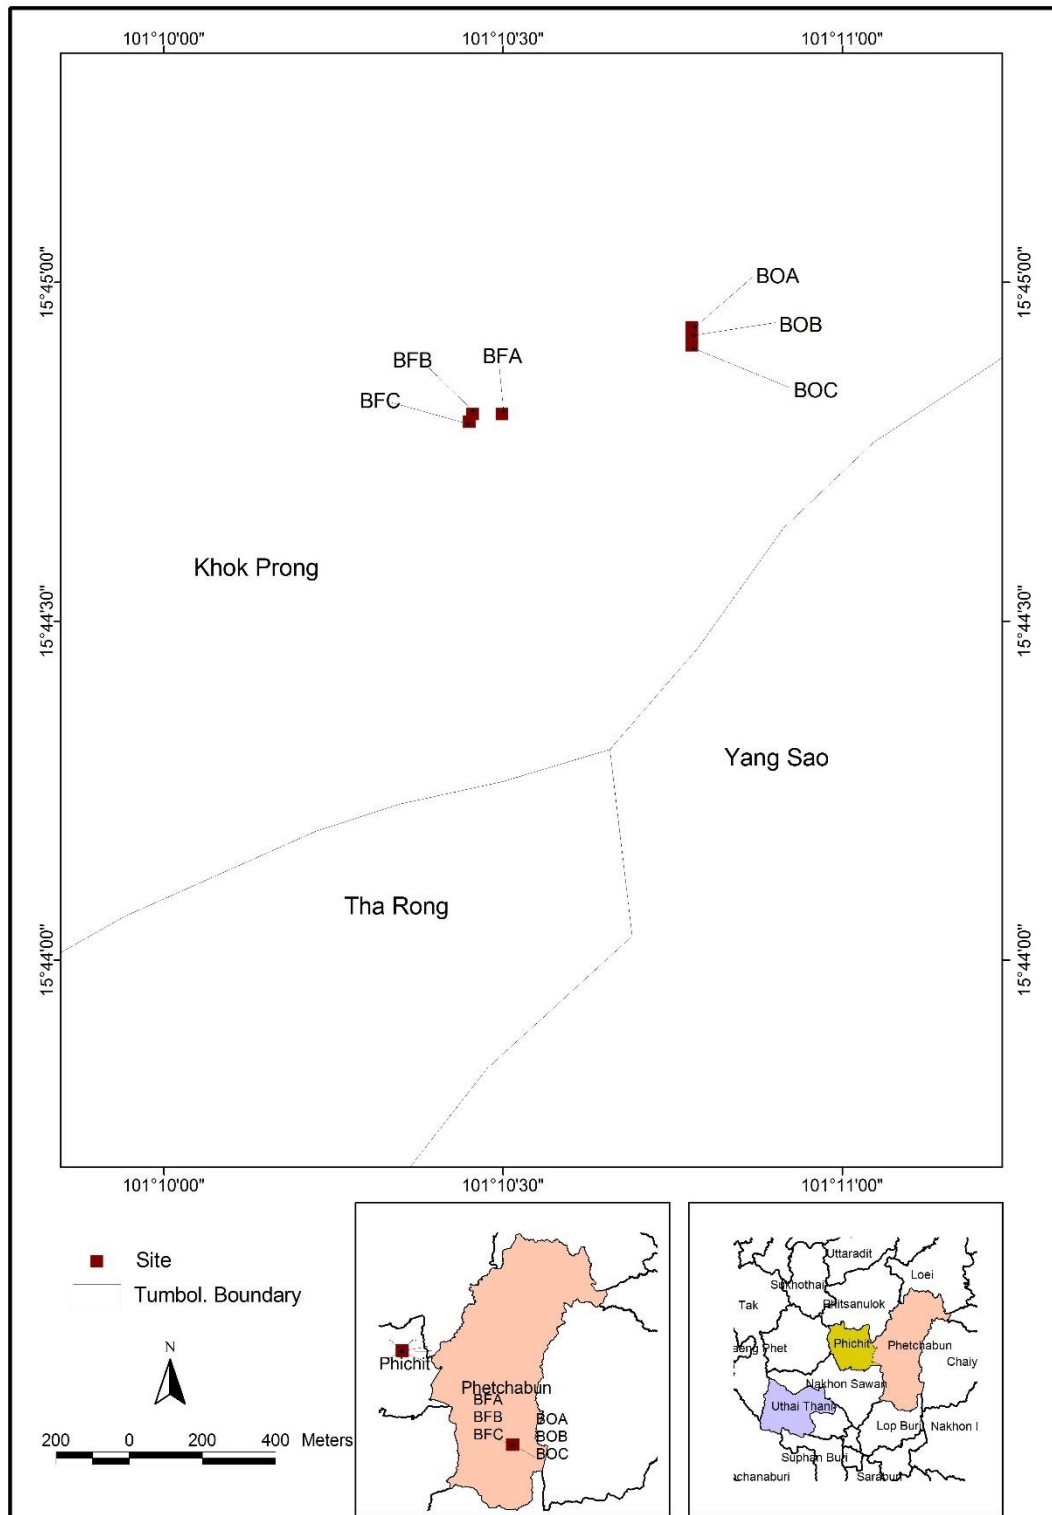 101°10'00" 101°10'30" 101°11'00"
15°45'00" 15°45'00"
BOA
BOB
BFA
BFB
BOC
BFC
Khok Prong
15°44'30" 15°44'30"
Yang Sao
Tha Rong
15°44'00" 15°44'00"
101°10'00" 101°10'30" 101°11'00"
Site
Tumbol. Boundary
N
200 0 200 400 Meters
Phichit
Phetchabun
BFA
BFB
BFC
BOA
BOB
BOC
Uttaradit
Loei
Sukhothai
Phitsanulok
Tak
Phichit
Phetchabun
Phet
Chaiy
Nakhon Sawan
Uthai Thani
Lop Buri
Nakhon
Suphan Buri
Saraburi
chanaburi